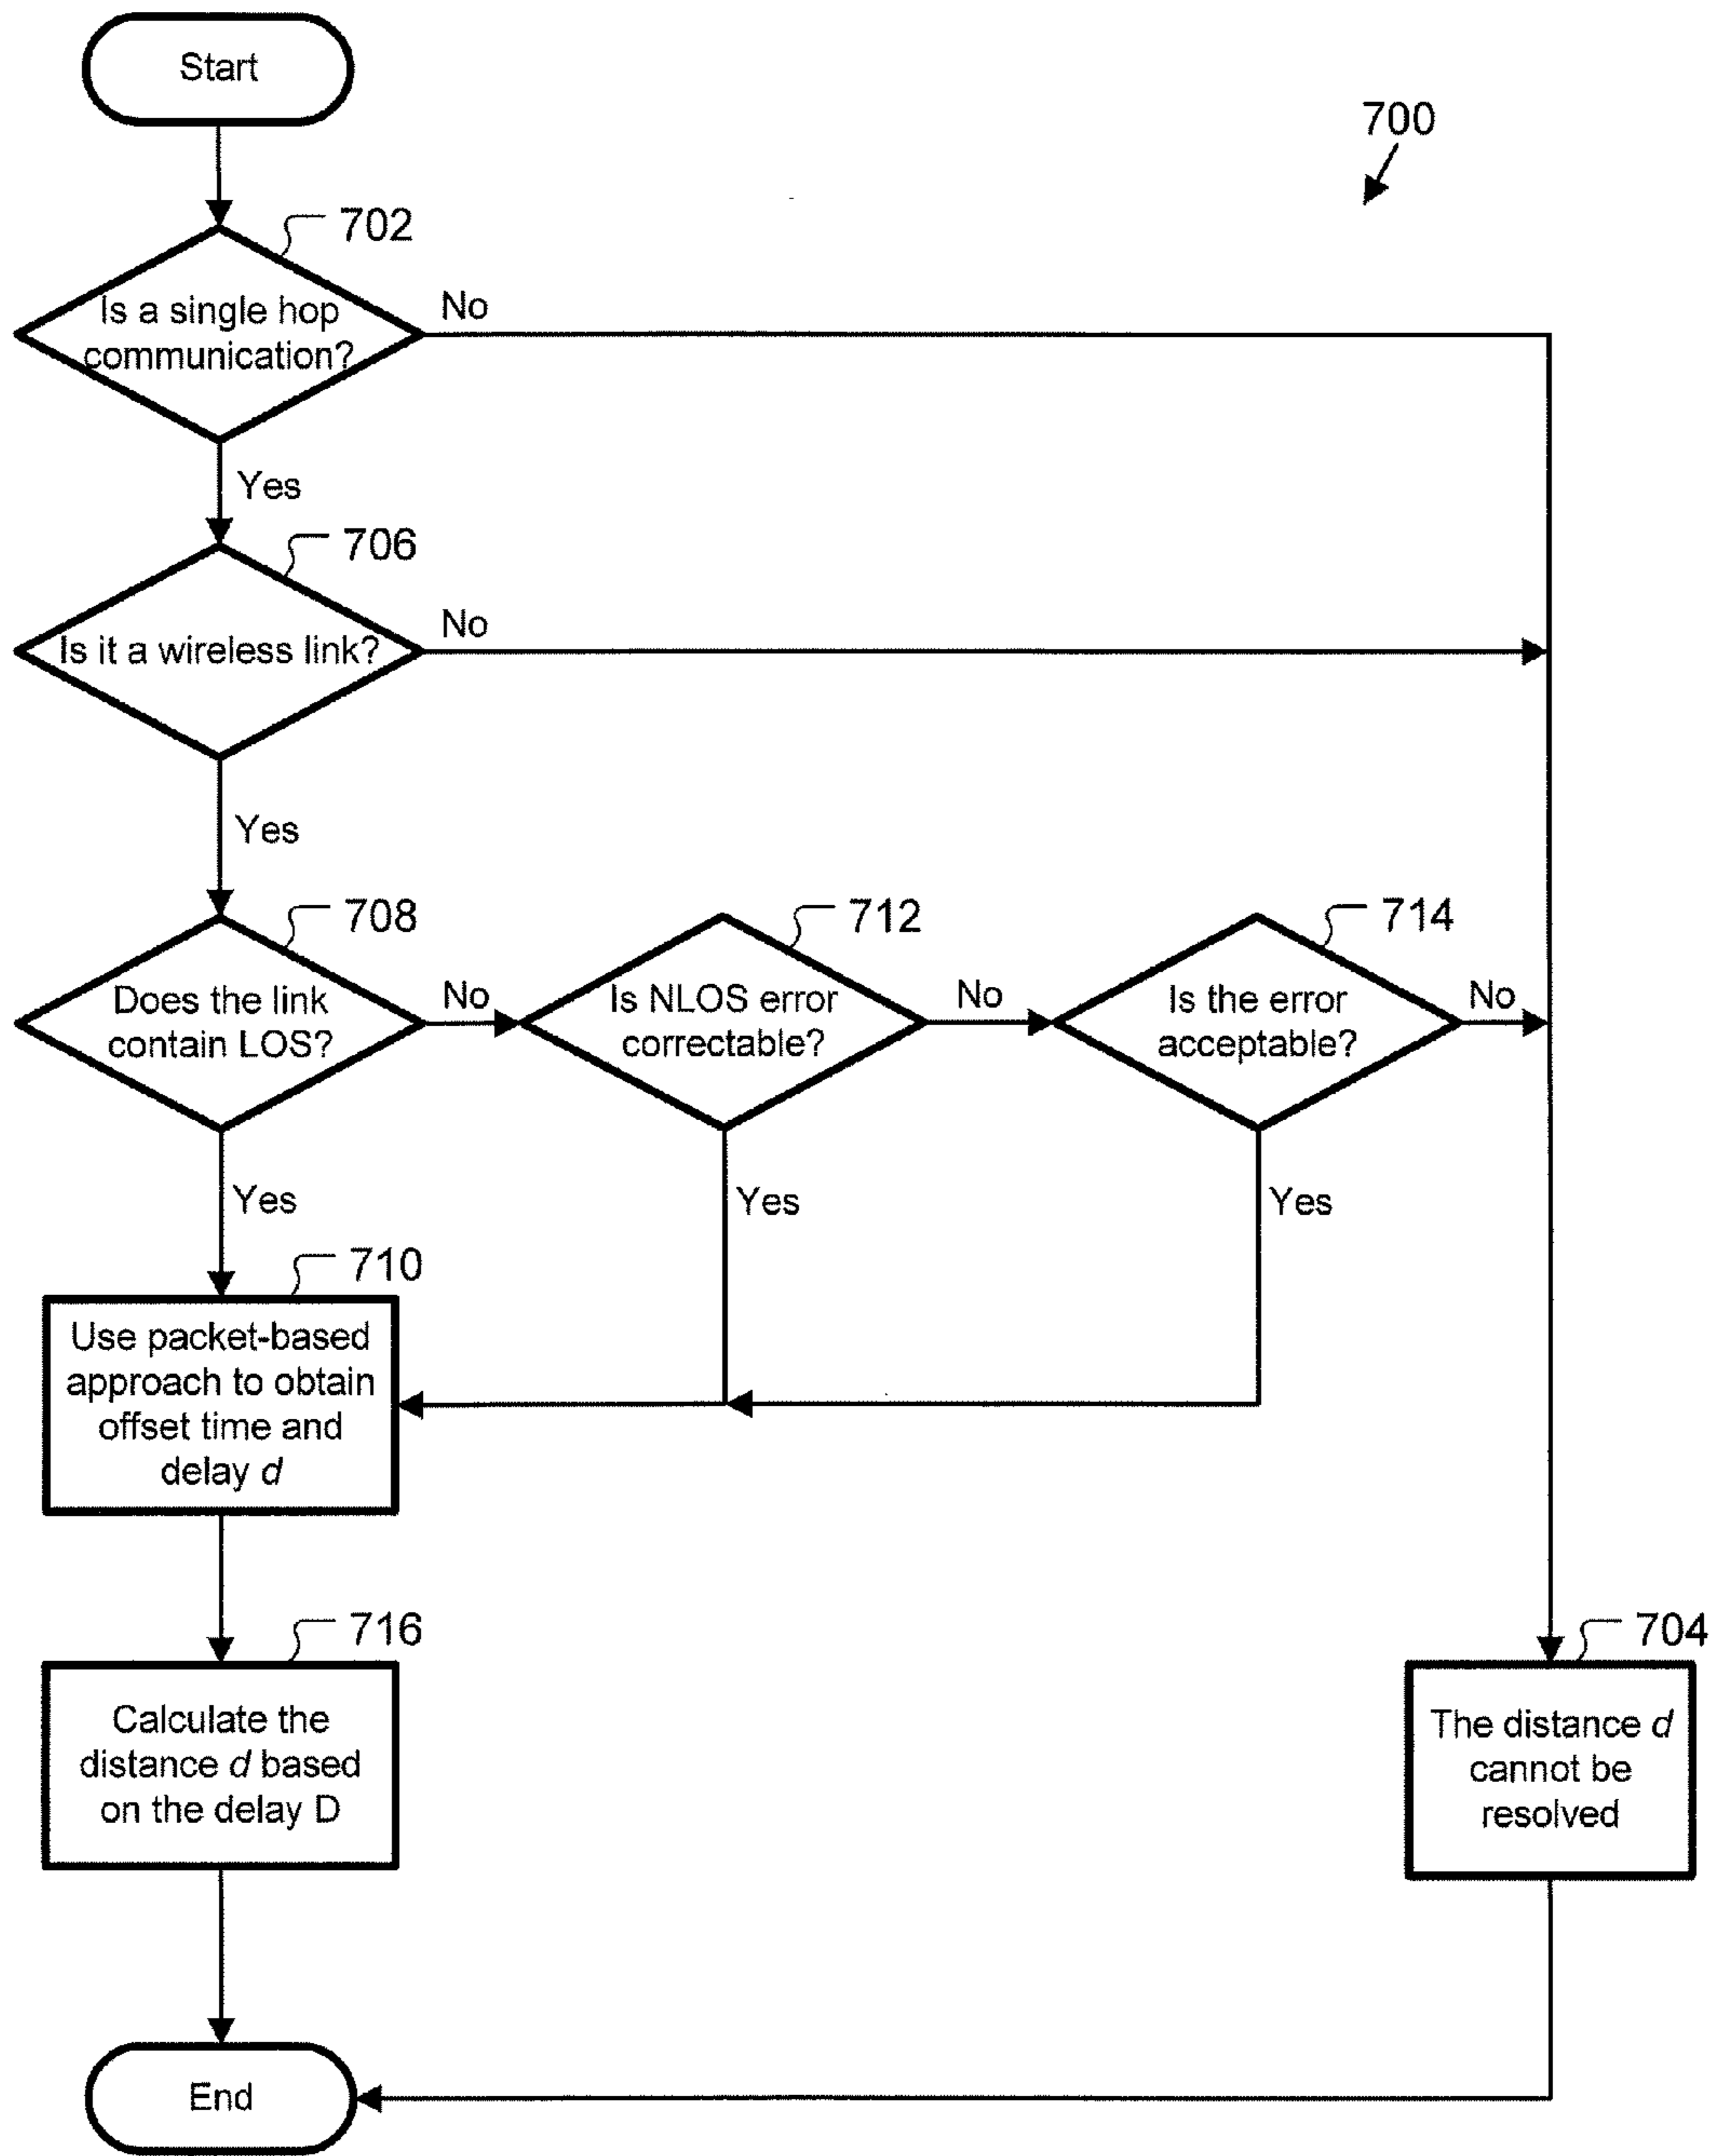 Start
700
702
Is a single hop
communication?
No
Yes
706
Is it a wireless link?
No
Yes
708
Does the link
contain LOS?
No
712
Is NLOS error
correctable?
No
714
Is the error
acceptable?
No
Yes
Yes
Yes
710
Use packet-based
approach to obtain
offset time and
delay d
716
Calculate the
distance d based
on the delay D
704
The distance d
cannot be
resolved
End